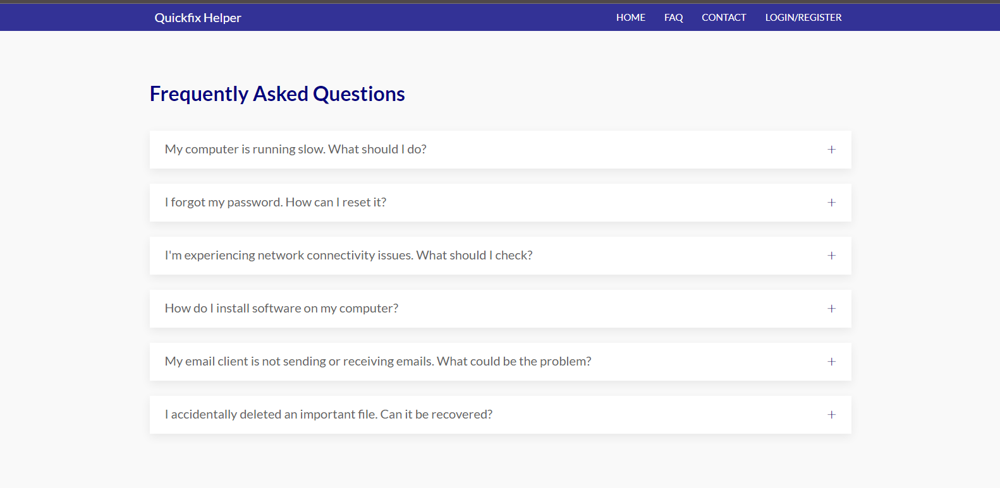 Quickfix Helper HOME FAQ CONTACT LOGIN/REGISTER
Frequently Asked Questions
My computer is running slow. What should I do?
I forgot my password. How can I reset it?
I'm experiencing network connectivity issues. What should I check?
How do I install software on my computer?
My email client is not sending or receiving emails. What could be the problem?
I accidentally deleted an important file. Can it be recovered?